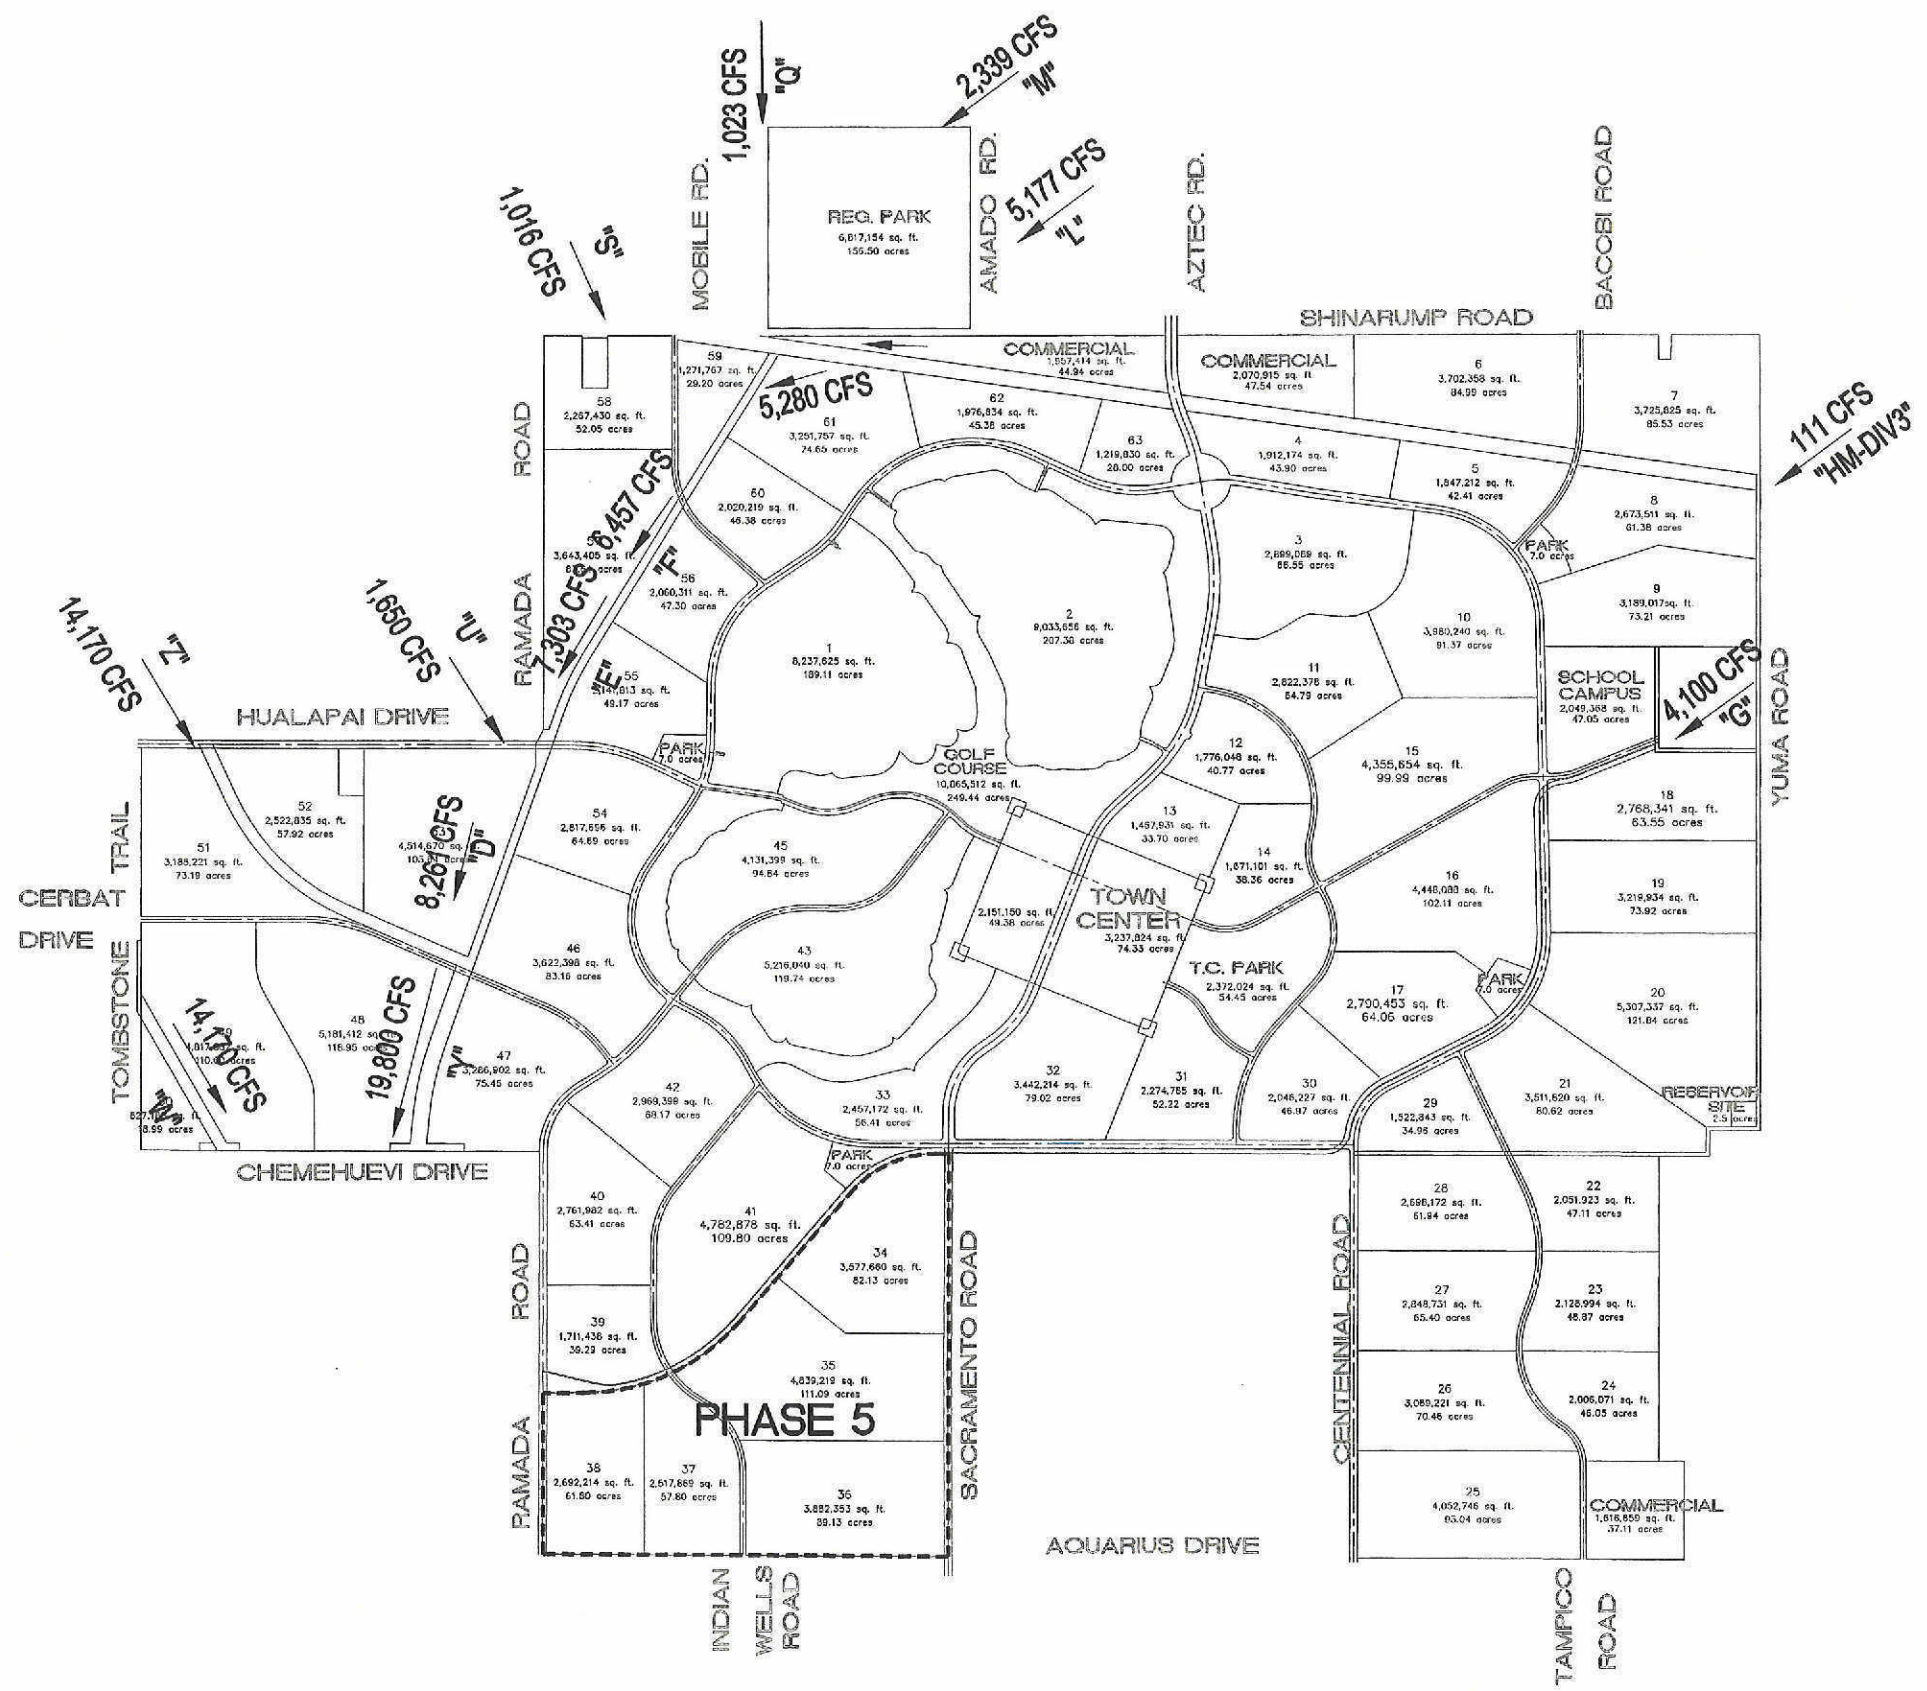 1,023 CFS
"Q"
2,339 CFS
"M"
5,177 CFS
"L"
1,016 CFS
"S"
MOBILE RD.
AMADO RD.
AZTEC RD.
BACOBI ROAD
REG. PARK
6,817,154 sq. ft.
156.50 acres
SHINARUMP ROAD
COMMERCIAL
1,957,414 sq. ft.
44.94 acres
COMMERCIAL
2,070,915 sq. ft
47.54 acres
6
3,702,358 sq. ft.
84.99 acres
7
3,725,825 sq. ft.
85.53 acres
111 CFS
"HM-DIV3"
59
1,271,767 sq. ft.
29.20 acres
5,280 CFS
58
2,267,430 sq. ft.
52.05 acres
61
3,251,757 sq. ft.
74.65 acres
62
1,976,834 sq. ft.
45.38 acres
63
1,219,830 sq. ft.
28.00 acres
4
1,912,174 sq. ft.
43.90 acres
5
1,847,212 sq. ft.
42.41 acres
8
2,673,511 sq. ft.
61.38 acres
PARK
7.0 acres
60
2,020,219 sq. ft.
46.38 acres
6,457 CFS
"F"
3,643,405 sq. ft.
56
2,060,311 sq. ft.
47.30 acres
7,303 CFS
"E"
55
49.17 acres
RAMADA ROAD
3
2,899,089 sq. ft.
66.55 acres
2
9,033,656 sq. ft.
207.38 acres
1
8,237,625 sq. ft.
189.11 acres
9
3,189,017sq. ft.
73.21 acres
10
3,980,240 sq. ft.
91.37 acres
11
2,822,378 sq. ft.
64.79 acres
SCHOOL
CAMPUS
2,049,368 sq. ft.
47.05 acres
4,100 CFS
"G"
YUMA ROAD
14,170 CFS
"Z"
1,650 CFS
"U"
HUALAPAI DRIVE
PARK
7.0 acres
GOLF
COURSE
10,865,512 sq. ft.
249.44 acres
12
1,776,048 sq. ft.
40.77 acres
15
4,355,654 sq. ft.
99.99 acres
18
2,768,341 sq. ft.
63.55 acres
52
2,522,835 sq. ft.
57.92 acres
51
3,188,221 sq. ft.
73.19 acres
4,514,670 sq. ft.
8,261 CFS
"D"
54
2,817,696 sq. ft.
64.69 acres
45
4,131,399 sq. ft.
94.84 acres
13
1,467,931 sq. ft.
33.70 acres
14
1,671,101 sq. ft.
38.36 acres
16
4,448,088 sq. ft.
102.11 acres
19
3,219,934 sq. ft.
73.92 acres
CERBAT
DRIVE
TOMBSTONE TRAIL
2,151,150 sq. ft.
49.38 acres
TOWN
CENTER
3,237,824 sq. ft.
74.33 acres
46
3,622,398 sq. ft.
83.16 acres
43
5,216,040 sq. ft.
119.74 acres
T.C. PARK
2,372,024 sq. ft.
54.45 acres
17
2,790,453 sq. ft.
64.06 acres
PARK
7.0 acres
20
5,307,337 sq. ft.
121.84 acres
14,170 CFS
"W"
48
5,181,412 sq.
118.95 acres
19,800 CFS
"Y"
47
3,286,902 sq. ft.
75.45 acres
42
2,969,399 sq. ft.
68.17 acres
33
2,457,172 sq. ft.
56.41 acres
32
3,442,214 sq. ft.
79.02 acres
31
2,274,785 sq. ft.
52.22 acres
30
2,046,227 sq. ft.
46.97 acres
29
1,522,843 sq. ft.
34.96 acres
21
3,511,620 sq. ft.
80.62 acres
RESERVOIR
SITE
2.5 acres
CHEMEHUEVI DRIVE
PARK
7.0 acres
40
2,761,982 sq. ft.
63.41 acres
41
4,782,878 sq. ft.
109.80 acres
34
3,577,660 sq. ft.
82.13 acres
28
2,698,172 sq. ft.
61.94 acres
22
2,051,923 sq. ft.
47.11 acres
27
2,848,731 sq. ft.
65.40 acres
23
2,128,994 sq. ft.
48.87 acres
39
1,711,438 sq. ft.
39.29 acres
35
4,839,219 sq. ft.
111.09 acres
PHASE 5
RAMADA ROAD
SACRAMENTO ROAD
CENTENNIAL ROAD
26
3,069,221 sq. ft.
70.46 acres
24
2,006,071 sq. ft.
46.05 acres
38
2,692,214 sq. ft.
61.80 acres
37
2,517,869 sq. ft.
57.80 acres
36
3,882,353 sq. ft.
89.13 acres
25
4,052,746 sq. ft.
93.04 acres
COMMERCIAL
1,616,859 sq. ft.
37.11 acres
AQUARIUS DRIVE
INDIAN
WELLS
ROAD
TAMPICO
ROAD